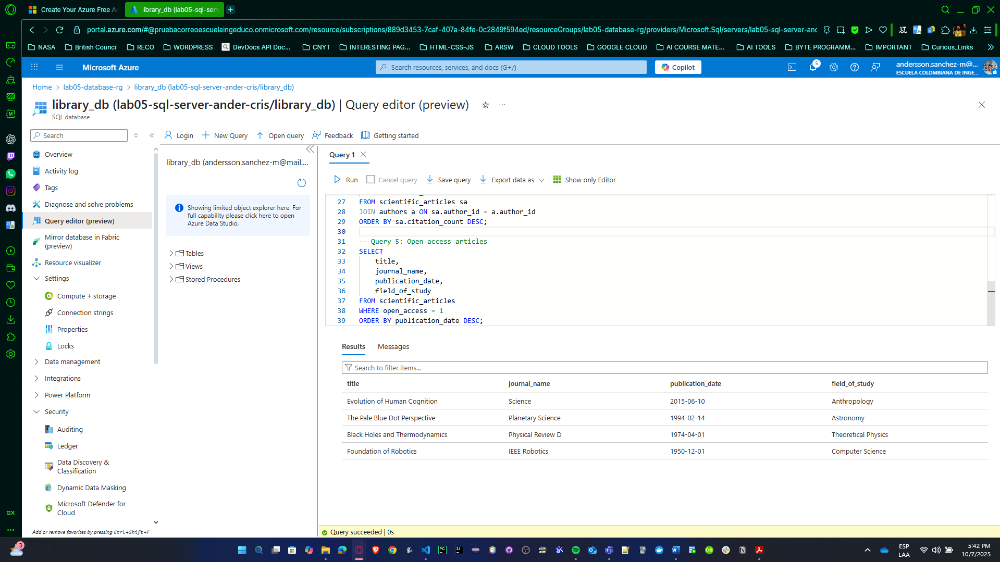 Create Your Azure Free Ac
library_db (lab05-sql-serv
portal.azure.com/#@pruebacorreoescuelaingeduco.onmicrosoft.com/resource/subscriptions/889d3453-7caf-407a-84fe-0c2849f594ed/resourceGroups/lab05-database-rg/providers/Microsoft.Sql/servers/lab05-sql-server-anc
NASA
British Council
RECO
WORDPRESS
DevDocs API Doc...
CNYT
INTERESTING PAG...
HTML-CSS-JS
ARSW
CLOUD TOOLS
GOOGLE CLOUD
AI COURSE MATE...
AI TOOLS
BYTE PROGRAMM...
IMPORTANT
Curious_Links
Microsoft Azure
Search resources, services, and docs (G+/)
Copilot
5
andersson.sanchez-m@...
ESCUELA COLOMBIANA DE INGE...
Home > lab05-database-rg > library_db (lab05-sql-server-ander-cris/library_db)
library_db (lab05-sql-server-ander-cris/library_db) | Query editor (preview)
SQL database
Search
Overview
Activity log
Tags
Diagnose and solve problems
Query editor (preview)
Mirror database in Fabric
(preview)
Resource visualizer
Settings
Compute + storage
Connection strings
Properties
Locks
Data management
Integrations
Power Platform
Security
Auditing
Ledger
Data Discovery &
Classification
Dynamic Data Masking
Microsoft Defender for
Cloud
Add or remove favorites by pressing Ctrl+Shift+F
Login
New Query
Open query
Feedback
Getting started
library_db (andersson.sanchez-m@mail....
Showing limited object explorer here. For
full capability please click here to open
Azure Data Studio.
Tables
Views
Stored Procedures
Query 1
Run
Cancel query
Save query
Export data as
Show only Editor
27 FROM scientific_articles sa
28 JOIN authors a ON sa.author_id = a.author_id
29 ORDER BY sa.citation_count DESC;
30
31 -- Query 5: Open access articles
32 SELECT
33 title,
34 journal_name,
35 publication_date,
36 field_of_study
37 FROM scientific_articles
38 WHERE open_access = 1
39 ORDER BY publication_date DESC;
Results
Messages
Search to filter items...
title journal_name publication_date field_of_study
Evolution of Human Cognition Science 2015-06-10 Anthropology
The Pale Blue Dot Perspective Planetary Science 1994-02-14 Astronomy
Black Holes and Thermodynamics Physical Review D 1974-04-01 Theoretical Physics
Foundation of Robotics IEEE Robotics 1950-12-01 Computer Science
Query succeeded | 0s
GX
3
ESP
LAA
5:42 PM
10/7/2025